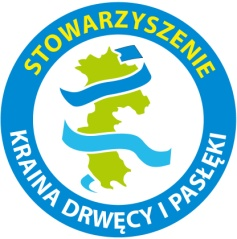 STOWARZYSZENIE
KRAINA DRWĘCY I PASŁĘKI